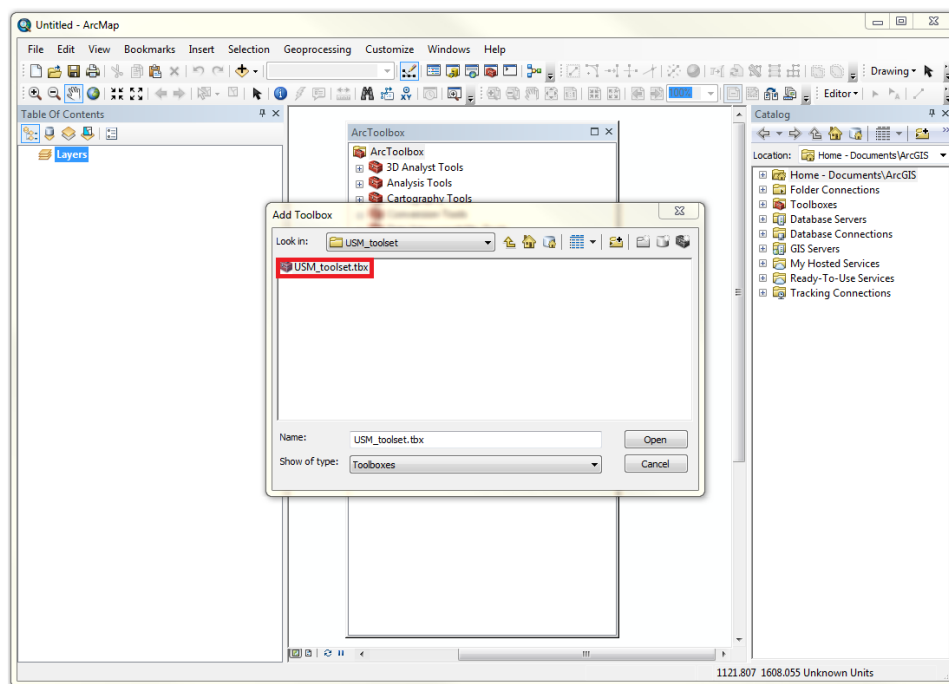 Untitled - ArcMap
File Edit View Bookmarks Insert Selection Geoprocessing Customize Windows Help
Drawing
100%
Editor
Table Of Contents
Layers
ArcToolbox
ArcToolbox
3D Analyst Tools
Analysis Tools
Cartography Tools
Conversion Tools
Add Toolbox
Look in: USM_toolset
USM_toolset.tbx
Name: USM_toolset.tbx
Open
Show of type: Toolboxes
Cancel
Catalog
Location: Home - Documents\ArcGIS
Home - Documents\ArcGIS
Folder Connections
Toolboxes
Database Servers
Database Connections
GIS Servers
My Hosted Services
Ready-To-Use Services
Tracking Connections
1121.807 1608.055 Unknown Units